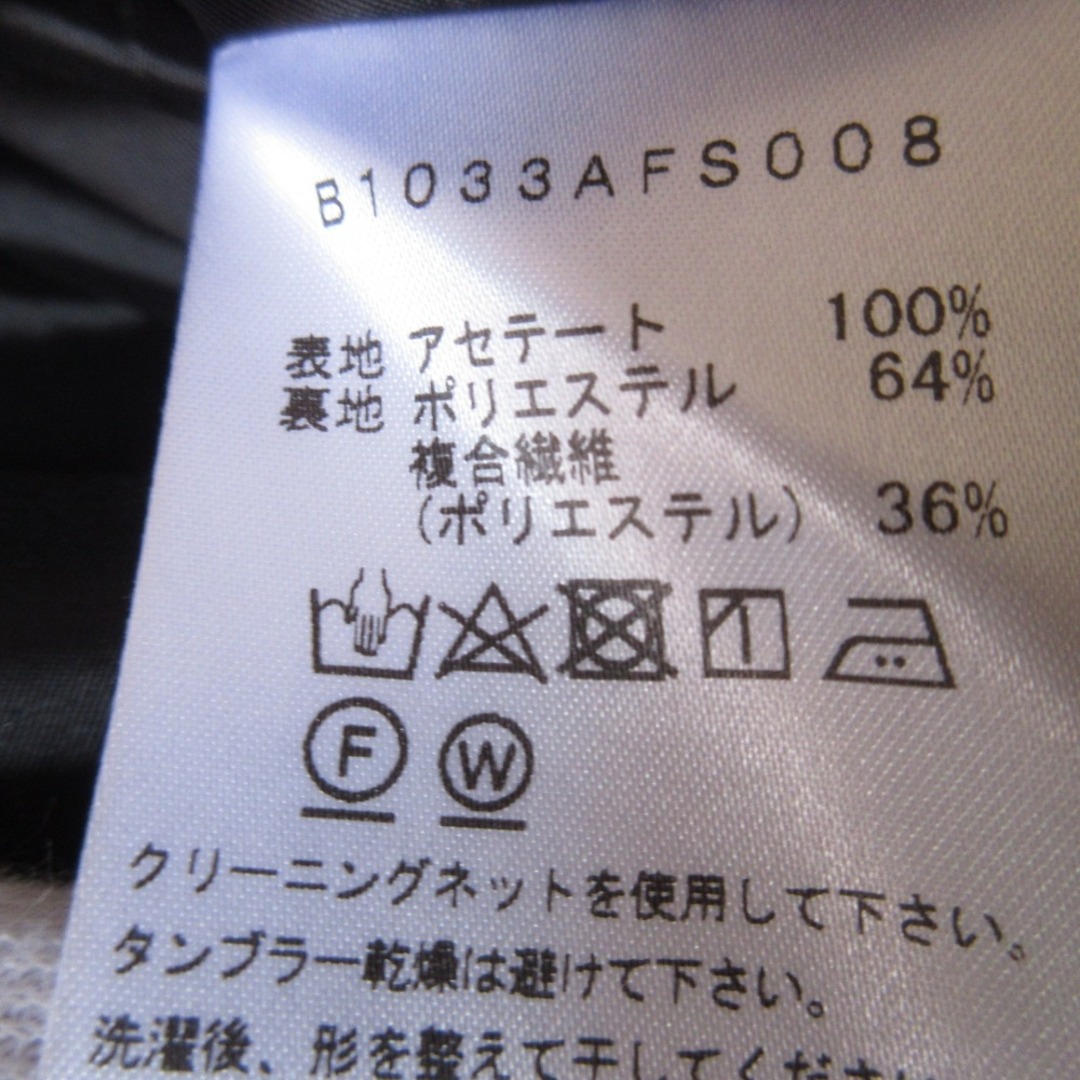 B1033AFS008
表地 アセテート 100%
裏地 ポリエステル 64%
複合繊維
(ポリエステル) 36%
F W
クリーニングネットを使用して下さい。
タンブラー乾燥は避けて下さい。
洗濯後、形を整えて干してください